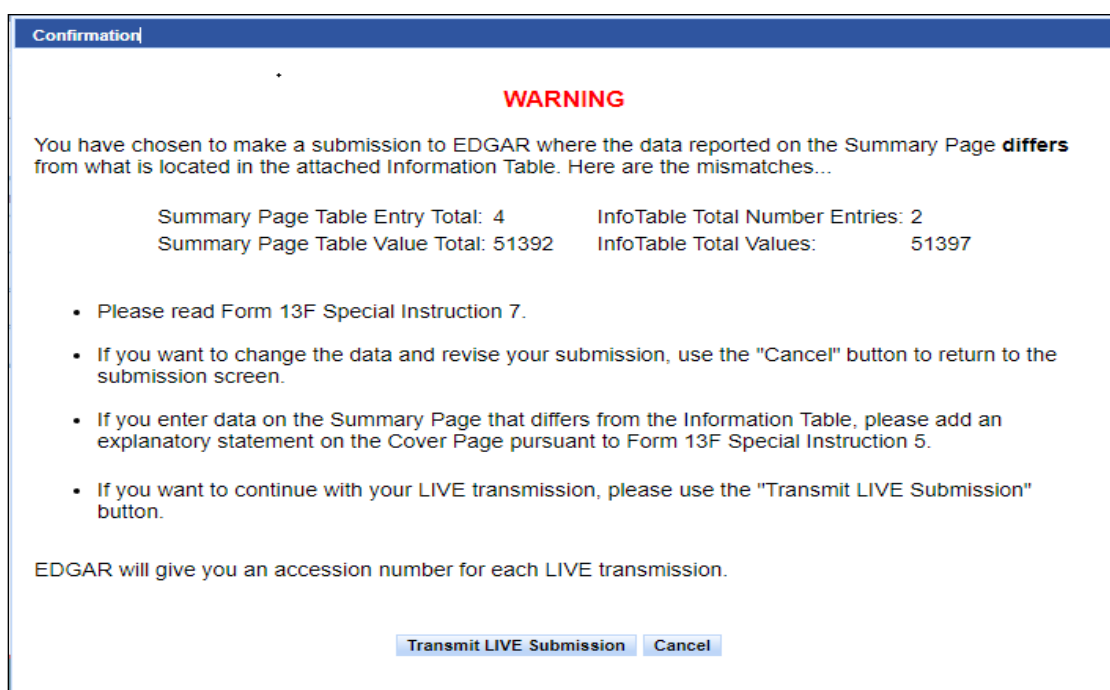 Confirmation
WARNING
You have chosen to make a submission to EDGAR where the data reported on the Summary Page differs
from what is located in the attached Information Table. Here are the mismatches...
Summary Page Table Entry Total: 4 InfoTable Total Number Entries: 2
Summary Page Table Value Total: 51392 InfoTable Total Values: 51397
• Please read Form 13F Special Instruction 7.
• If you want to change the data and revise your submission, use the "Cancel" button to return to the
submission screen.
• If you enter data on the Summary Page that differs from the Information Table, please add an
explanatory statement on the Cover Page pursuant to Form 13F Special Instruction 5.
• If you want to continue with your LIVE transmission, please use the "Transmit LIVE Submission"
button.
EDGAR will give you an accession number for each LIVE transmission.
Transmit LIVE Submission Cancel